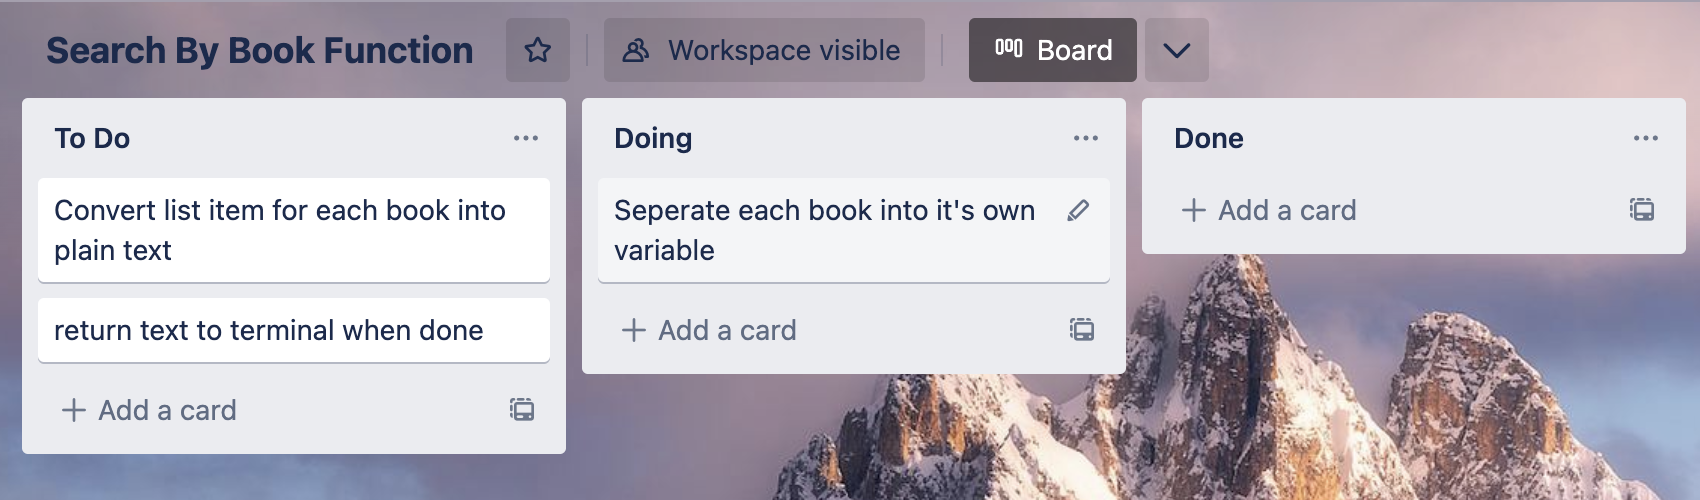 Search By Book Function
Workspace visible
Board
To Do
Convert list item for each book into
plain text
return text to terminal when done
Add a card
Doing
Seperate each book into it's own
variable
Add a card
Done
Add a card